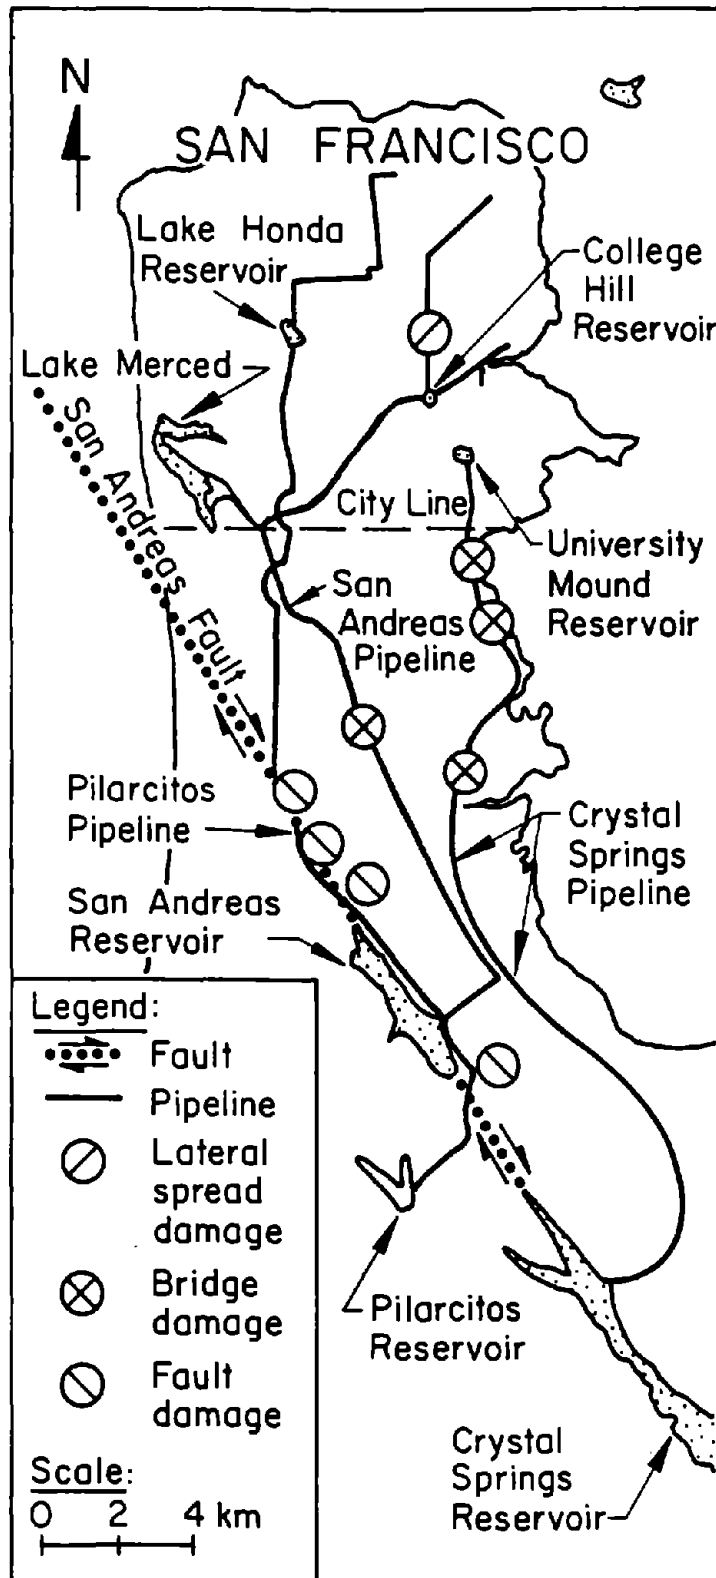 N
SAN FRANCISCO
Lake Honda
Reservoir
College
Hill
Reservoir
Lake Merced
San Andreas Fault
City Line
University
Mound
Reservoir
San
Andreas
Pipeline
Pilarcitos
Pipeline
Crystal
Springs
Pipeline
San Andreas
Reservoir
Legend:
Fault
Pipeline
Lateral
spread
damage
Bridge
damage
Fault
damage
Scale:
0 2 4 km
Pilarcitos
Reservoir
Crystal
Springs
Reservoir